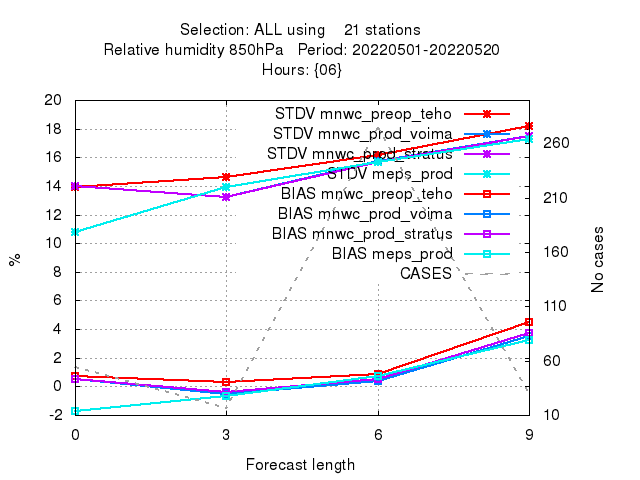 Selection: ALL using    21 stations
Relative humidity 850hPa   Period: 20220501-20220520
Hours: {06}
20
18
16
14
12
10
8
6
4
2
0
-2
%
STDV mnwc_preop_teho
STDV mnwc_prod_voima
STDV mnwc_prod_stratus
STDV meps_prod
BIAS mnwc_preop_teho
BIAS mnwc_prod_voima
BIAS mnwc_prod_stratus
BIAS meps_prod
CASES
260
210
160
110
60
10
No cases
0 3 6 9
Forecast length